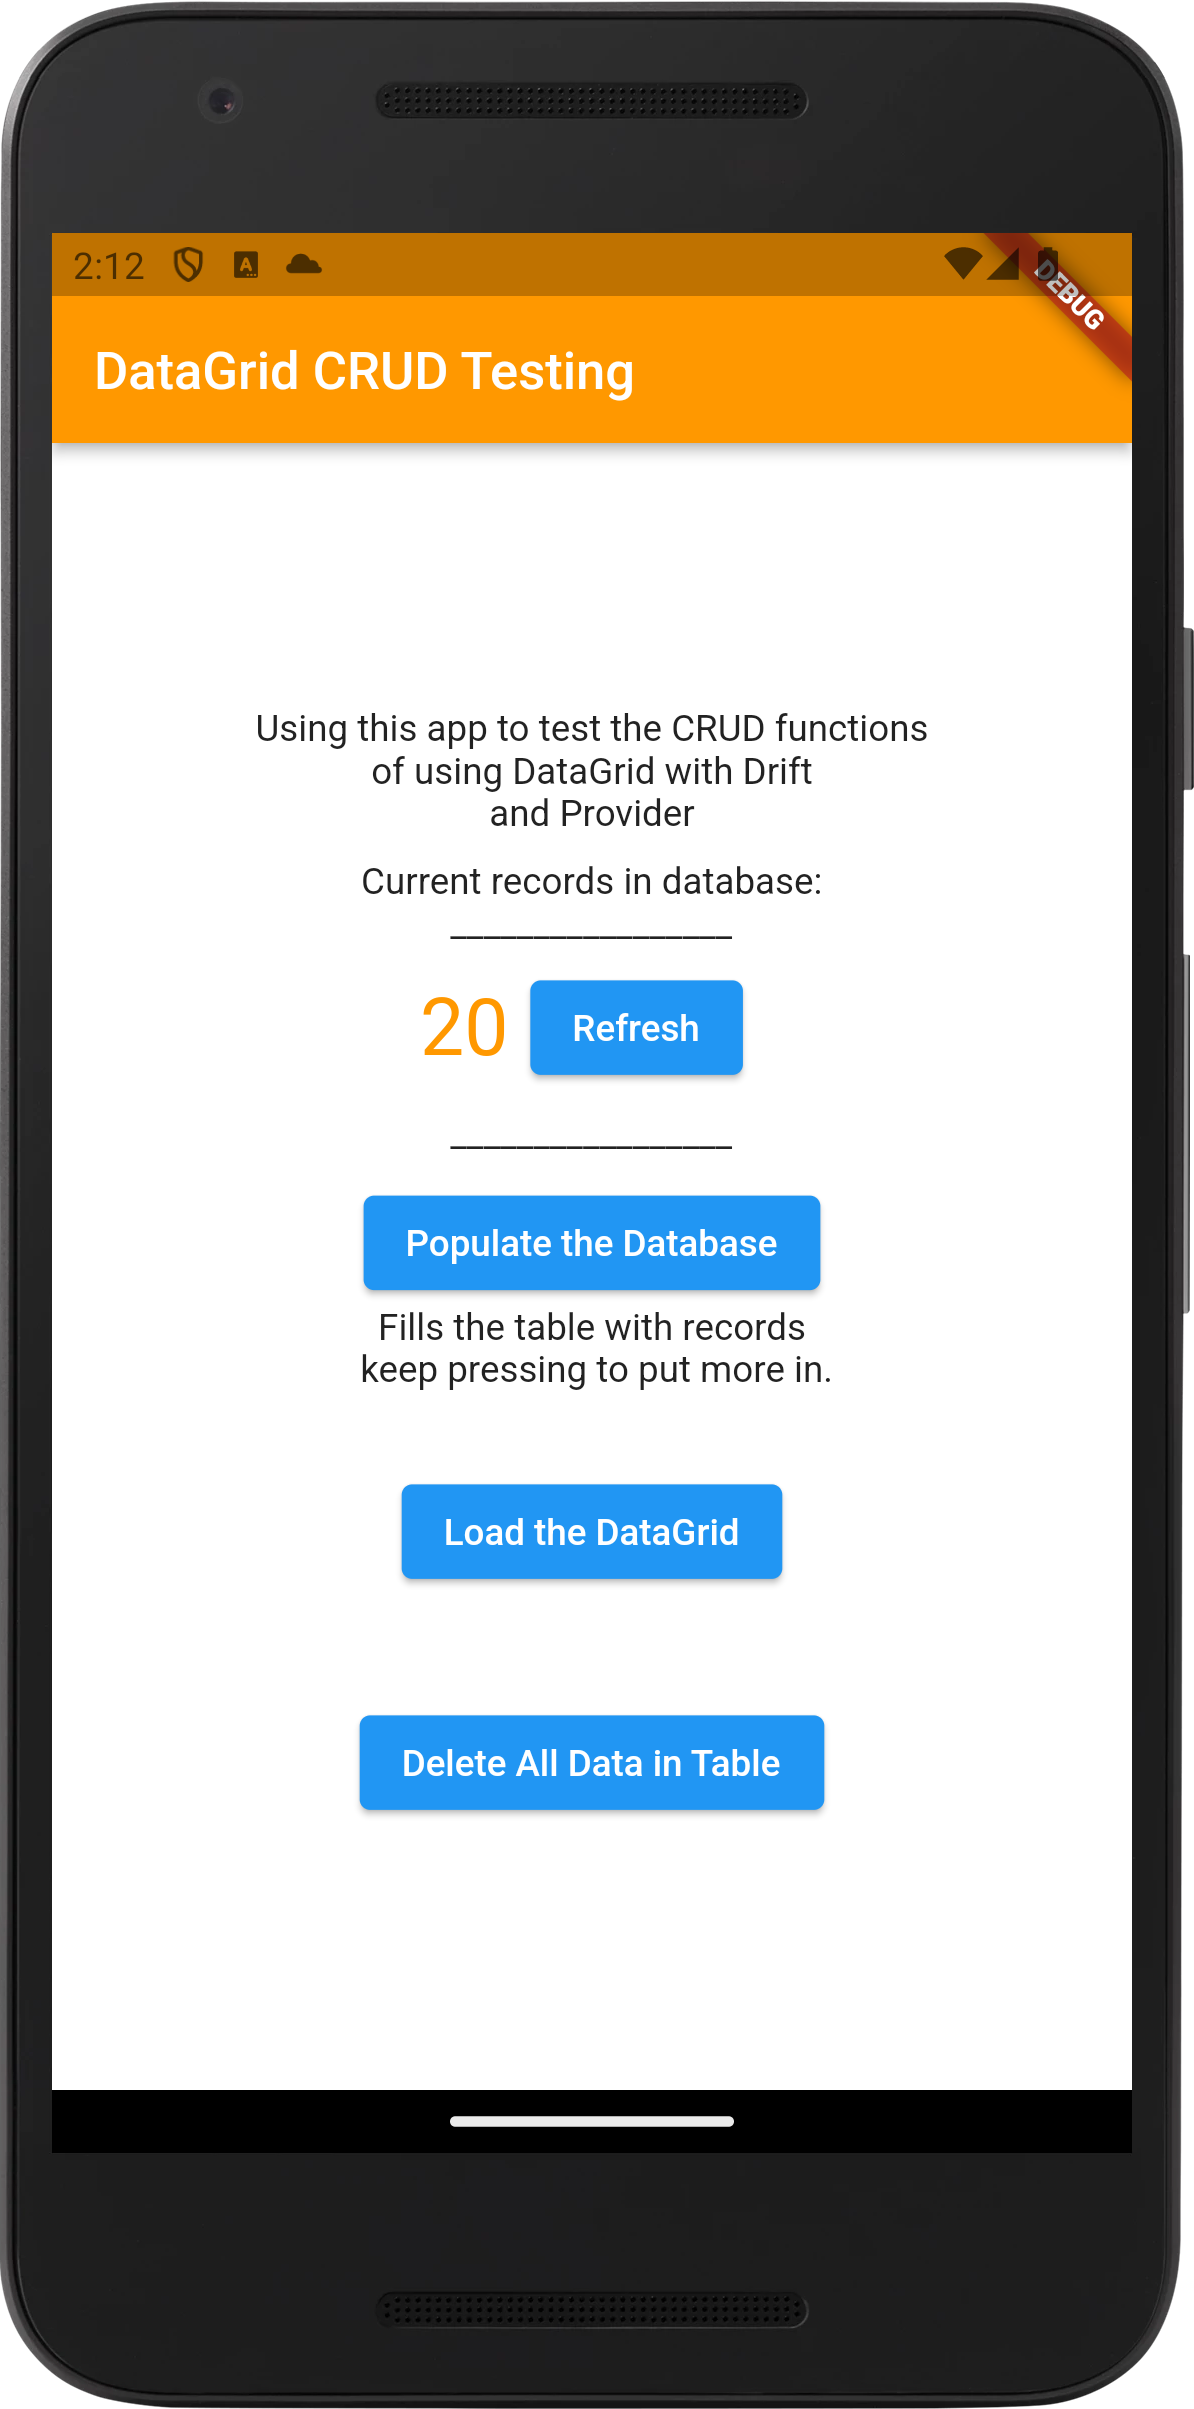 2:12
DEBUG
DataGrid CRUD Testing
Using this app to test the CRUD functions
of using DataGrid with Drift
and Provider
Current records in database:
_________________
20 Refresh
_________________
Populate the Database
Fills the table with records
keep pressing to put more in.
Load the DataGrid
Delete All Data in Table